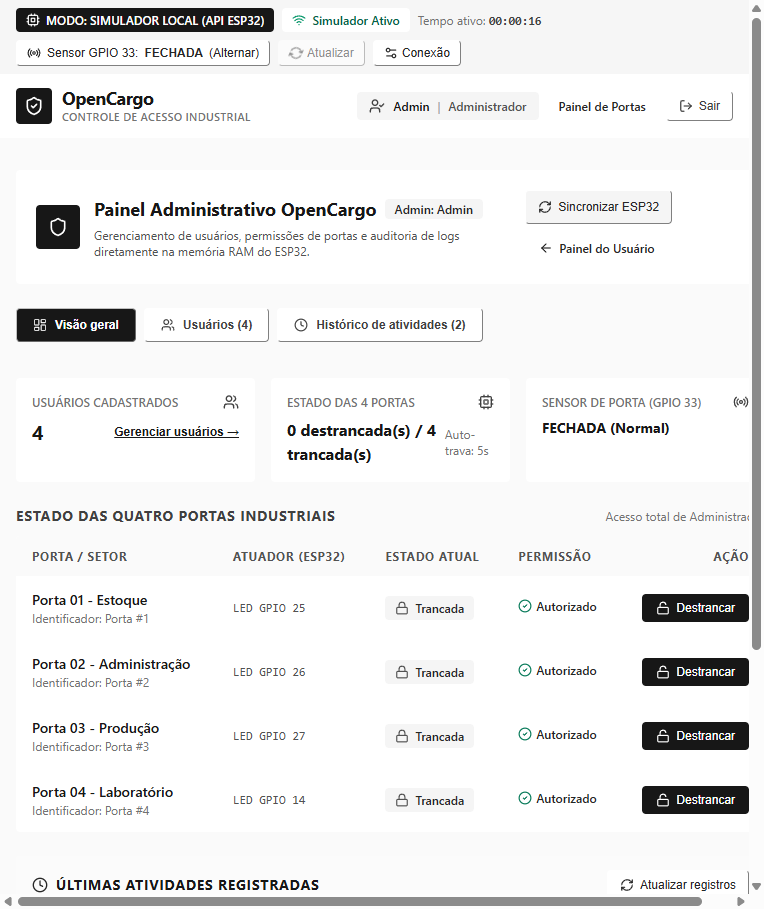 MODO: SIMULADOR LOCAL (API ESP32)
Simulador Ativo
Tempo ativo: 00:00:16
Sensor GPIO 33: FECHADA (Alternar)
Atualizar
Conexão
OpenCargo
CONTROLE DE ACESSO INDUSTRIAL
Admin | Administrador
Painel de Portas
Sair
Painel Administrativo OpenCargo
Admin: Admin
Gerenciamento de usuários, permissões de portas e auditoria de logs
diretamente na memória RAM do ESP32.
Sincronizar ESP32
Painel do Usuário
Visão geral
Usuários (4)
Histórico de atividades (2)
USUÁRIOS CADASTRADOS
4
Gerenciar usuários →
ESTADO DAS 4 PORTAS
0 destrancada(s) / 4
trancada(s)
Auto-
trava: 5s
SENSOR DE PORTA (GPIO 33)
FECHADA (Normal)
ESTADO DAS QUATRO PORTAS INDUSTRIAIS
Acesso total de Administrad
PORTA / SETOR ATUADOR (ESP32) ESTADO ATUAL PERMISSÃO AÇÃO
Porta 01 - Estoque
Identificador: Porta #1
LED GPIO 25
Trancada
Autorizado
Destrancar
Porta 02 - Administração
Identificador: Porta #2
LED GPIO 26
Trancada
Autorizado
Destrancar
Porta 03 - Produção
Identificador: Porta #3
LED GPIO 27
Trancada
Autorizado
Destrancar
Porta 04 - Laboratório
Identificador: Porta #4
LED GPIO 14
Trancada
Autorizado
Destrancar
ÚLTIMAS ATIVIDADES REGISTRADAS
Atualizar registros